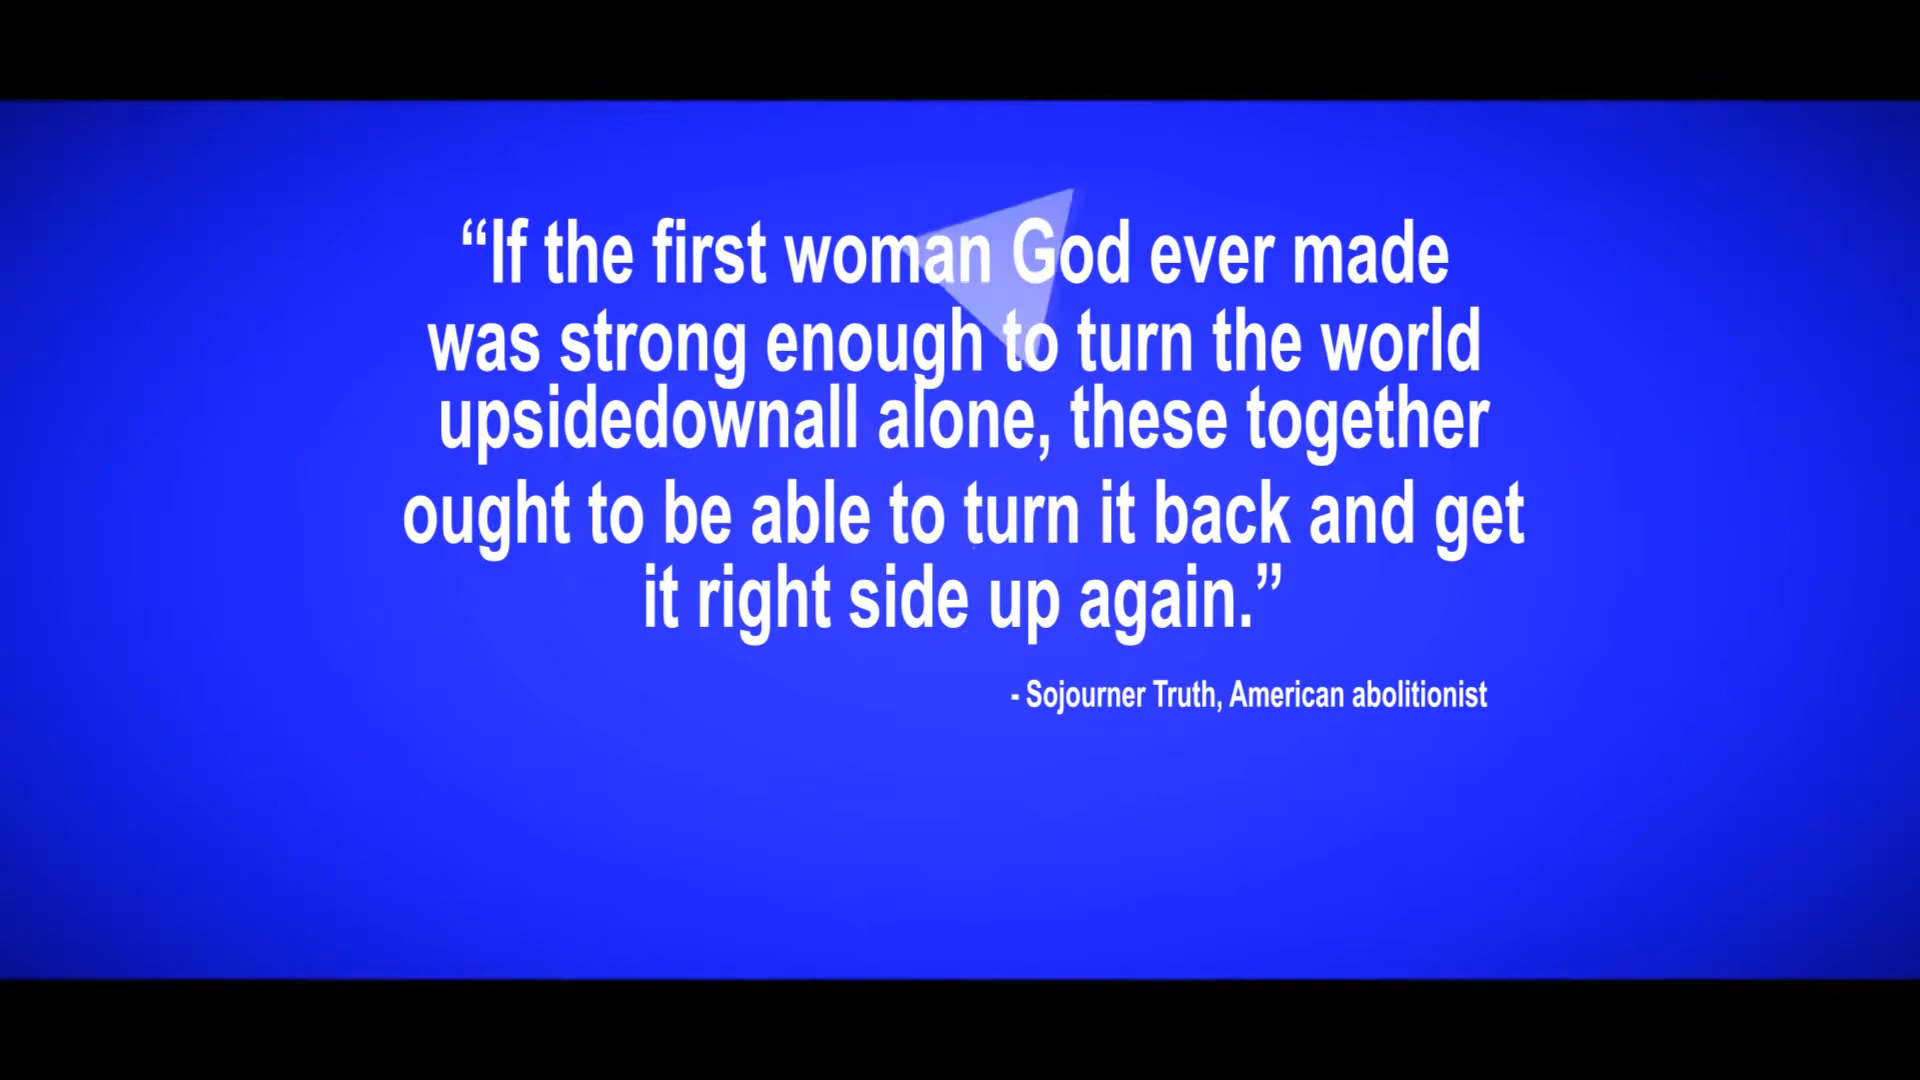 “If the first woman God ever made
was strong enough to turn the world
upsidedownall alone, these together
ought to be able to turn it back and get
it right side up again.”
- Sojourner Truth, American abolitionist